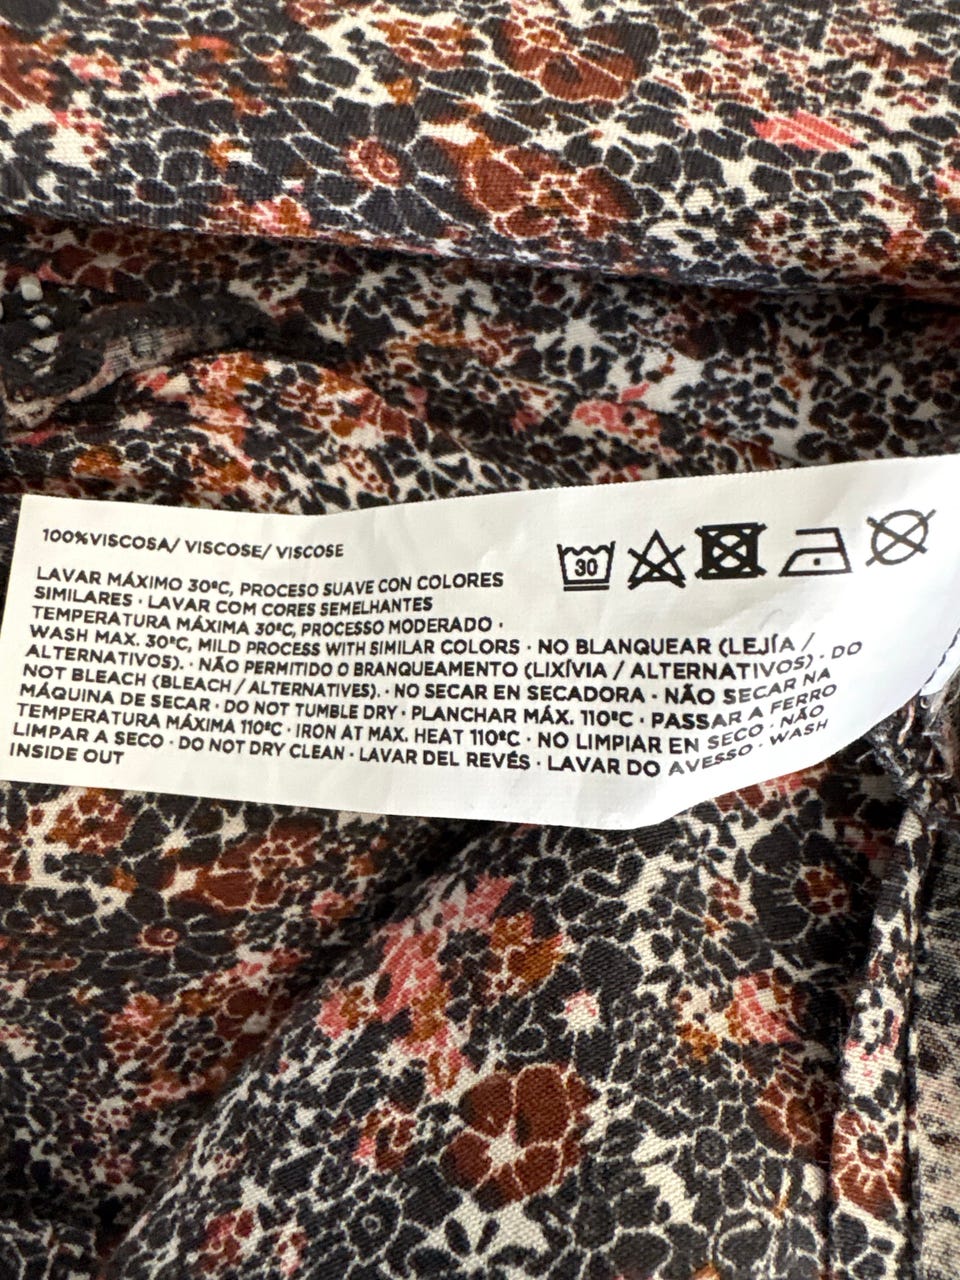 100%VISCOSA/ VISCOSE/ VISCOSE
30
LAVAR MÁXIMO 30ºC, PROCESO SUAVE CON COLORES
SIMILARES · LAVAR COM CORES SEMELHANTES
TEMPERATURA MÁXIMA 30ºC, PROCESSO MODERADO ·
WASH MAX. 30ºC, MILD PROCESS WITH SIMILAR COLORS · NO BLANQUEAR (LEJÍA /
ALTERNATIVOS). · NÃO PERMITIDO O BRANQUEAMENTO (LIXÍVIA / ALTERNATIVOS) · DO
NOT BLEACH (BLEACH / ALTERNATIVES). · NO SECAR EN SECADORA · NÃO SECAR NA
MÁQUINA DE SECAR · DO NOT TUMBLE DRY · PLANCHAR MÁX. 110ºC · PASSAR A FERRO
TEMPERATURA MÁXIMA 110ºC · IRON AT MAX. HEAT 110ºC · NO LIMPIAR EN SECO · NÃO
LIMPAR A SECO · DO NOT DRY CLEAN · LAVAR DEL REVÉS · LAVAR DO AVESSO · WASH
INSIDE OUT